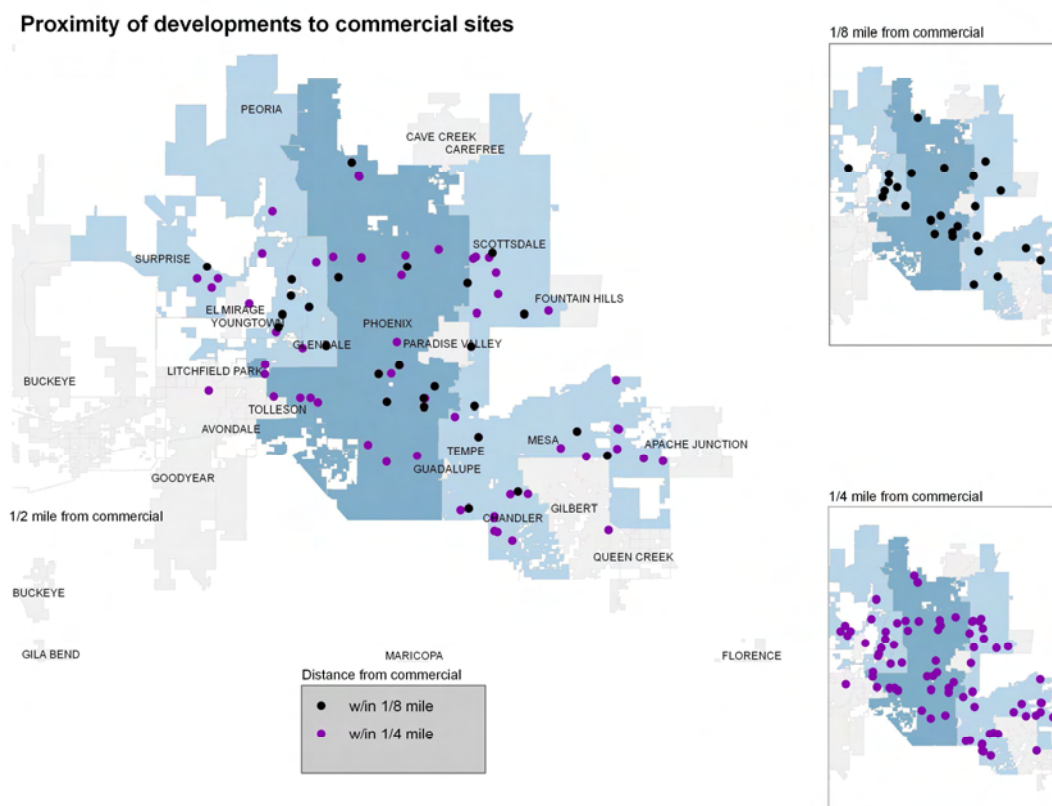 Proximity of developments to commercial sites
1/8 mile from commercial
PEORIA
CAVE CREEK
CAREFREE
SCOTTSDALE
SURPRISE
FOUNTAIN HILLS
EL MIRAGE
YOUNGTOWN
PHOENIX
GLENDALE
PARADISE VALLEY
LITCHFIELD PARK
BUCKEYE
TOLLESON
AVONDALE
TEMPE
MESA
APACHE JUNCTION
GUADALUPE
GOODYEAR
1/4 mile from commercial
GILBERT
1/2 mile from commercial
CHANDLER
QUEEN CREEK
BUCKEYE
GILA BEND
MARICOPA
FLORENCE
Distance from commercial
w/in 1/8 mile
w/in 1/4 mile